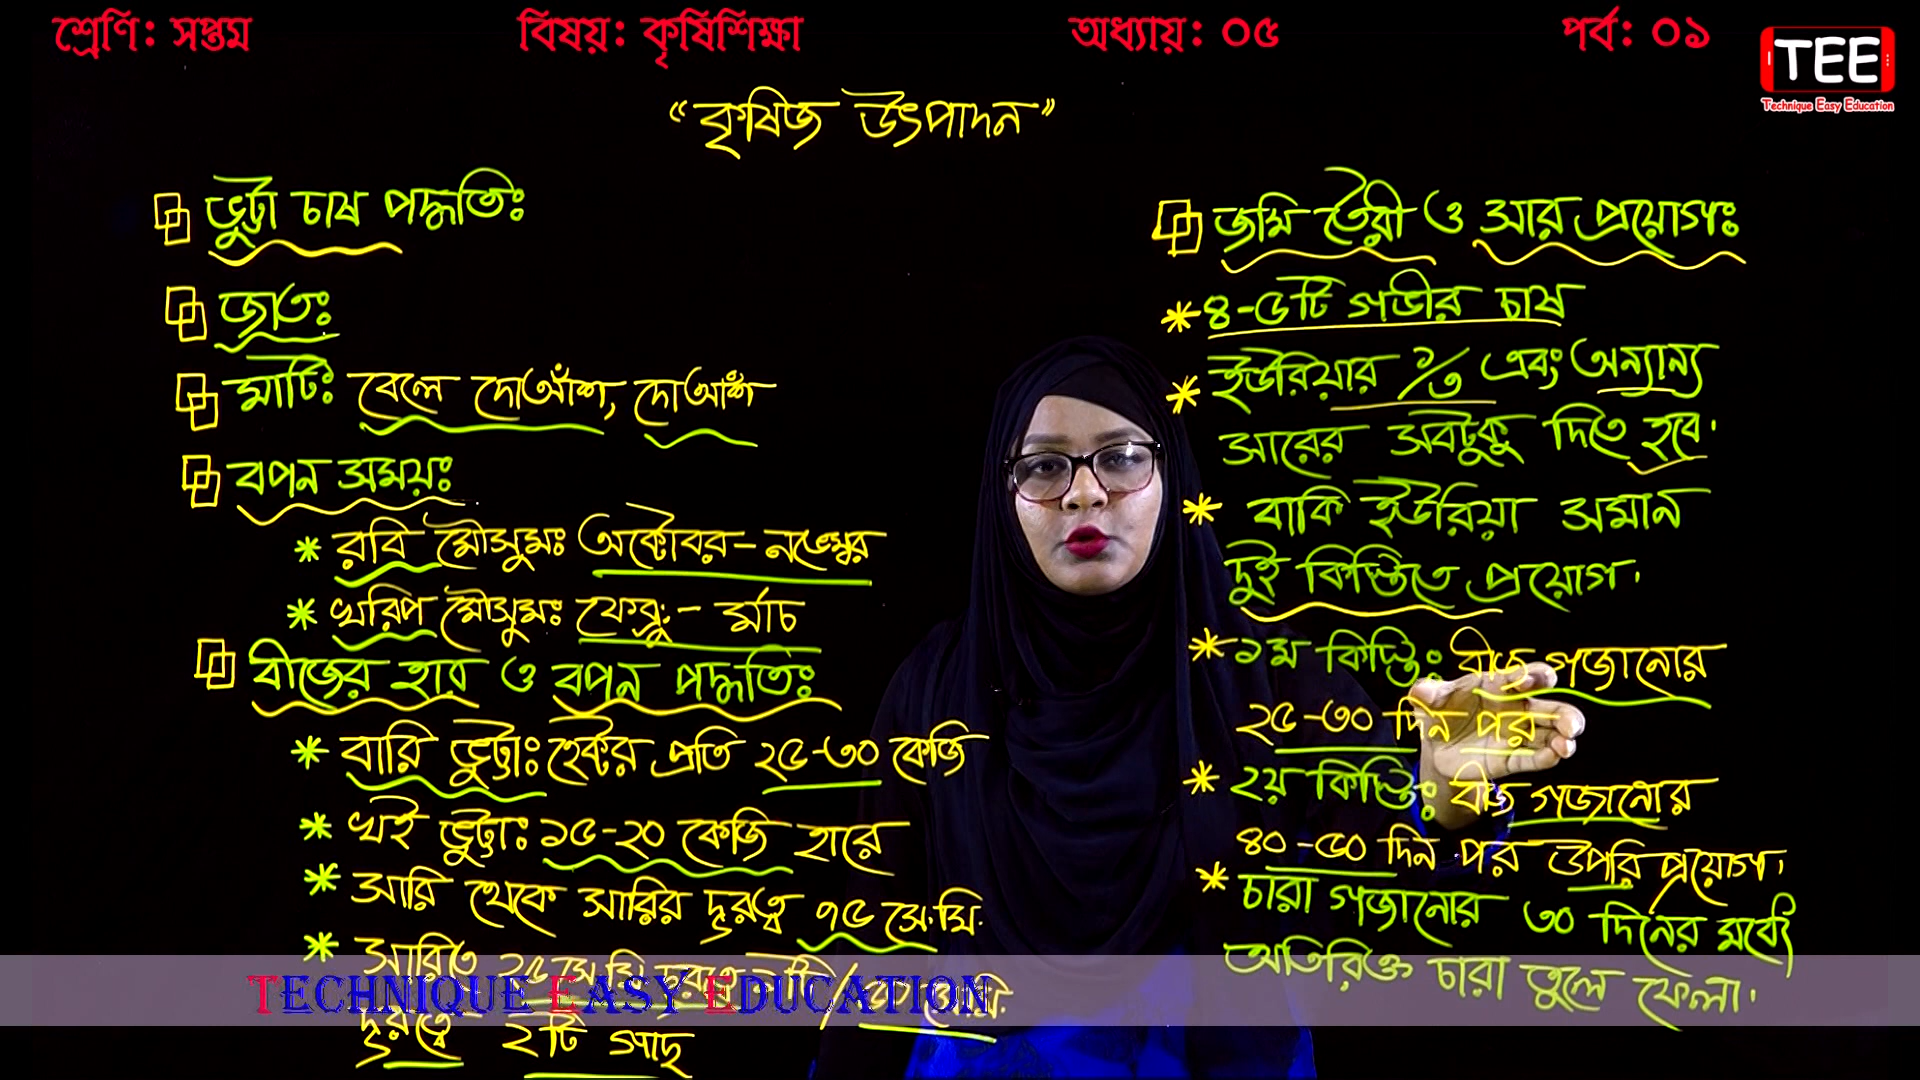 শ্রেণি: সপ্তম
বিষয়: কৃষিশিক্ষা
অধ্যায়: ০৫
পর্ব: ০১
TEE
Technique Easy Education
“কৃষিজ উৎপাদন”
ভুট্টা চাষ পদ্ধতিঃ
জাতঃ
মাটিঃ বেলে দোআঁশ, দোআঁশ
বপন সময়ঃ
* রবি মৌসুমঃ অক্টোবর-নভেম্বর
* খরিপ মৌসুমঃ ফেব্রুঃ- র্মাচ
বীজের হার ও বপন পদ্ধতিঃ
* বারি ভুট্টাঃ হেক্টর প্রতি ২৫-৩০ কেজি
* খই ভুট্টাঃ ১৫-২০ কেজি হারে
* সারি থেকে সারির দূরত্ব ৭৫ সে.মি.
* সারিতে ২৫ সে.মি দূরত্বে
দূরত্বে ২টি গাছ
জমি তৈরী ও সার প্রয়োগঃ
* ৪-৫টি গভীর চাষ
* ইউরিয়ার ১/৩ এবং অন্যান্য
সারের সবটুকু দিতে হবে.
* বাকি ইউরিয়া সমান
দুই কিস্তিতে প্রয়োগ.
* ১ম কিস্তিঃ বীজ গজানোর
২৫-৩০ দিন পর
* ২য় কিস্তিঃ বীজ গজানোর
৪০-৫০ দিন পর উপরি প্রয়োগ.
* চারা গজানোর ৩০ দিনের মধ্যে
অতিরিক্ত চারা তুলে ফেলা.
TECHNIQUE EASY EDUCATION